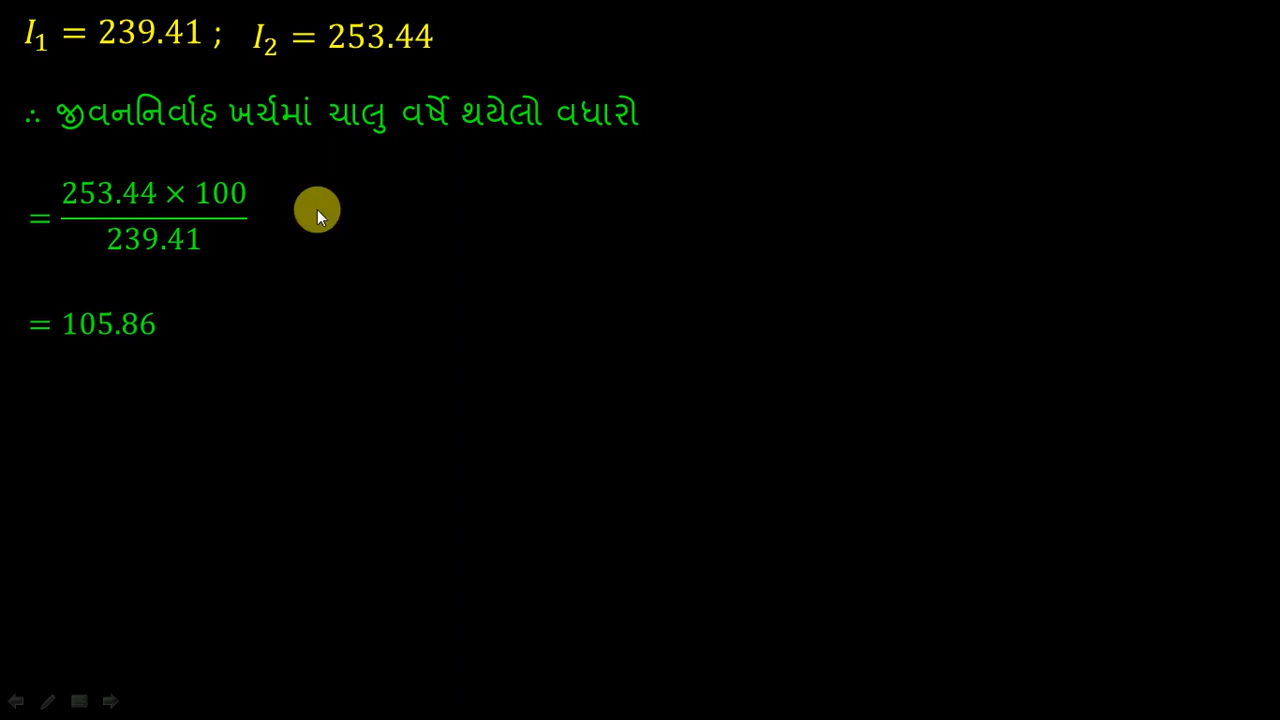 I₁ = 239.41 ; I₂ = 253.44
∴ જીવનનિર્વાહ ખર્ચમાં ચાલુ વર્ષે થયેલો વધારો
= 253.44 × 100
239.41
= 105.86